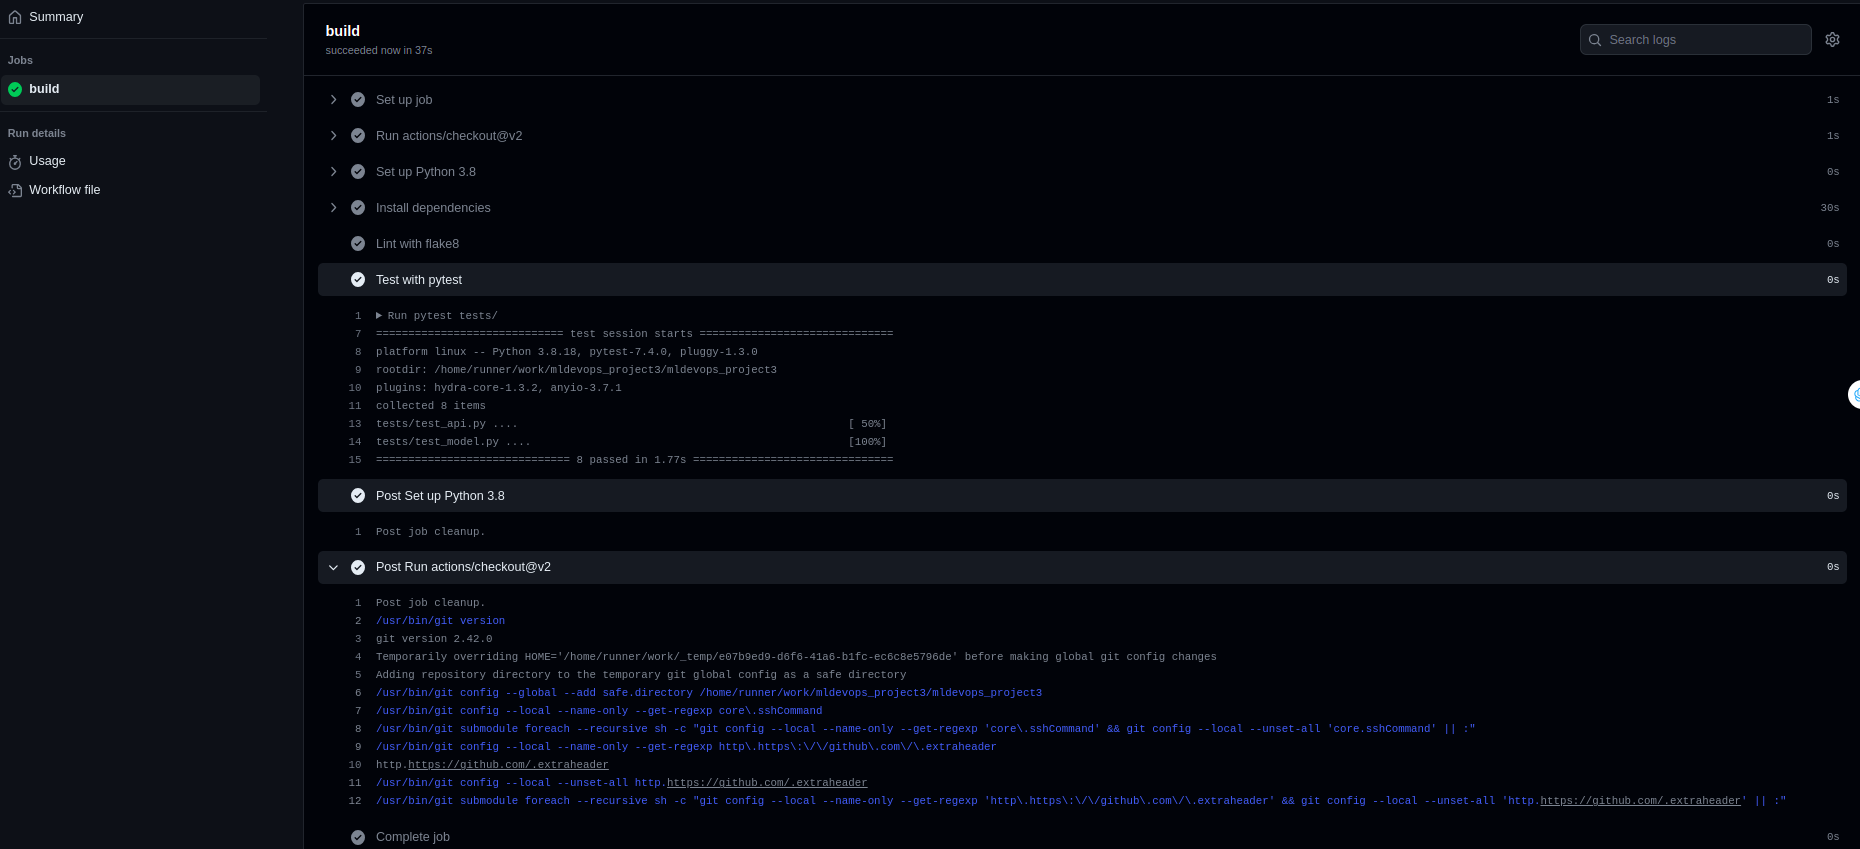 Summary
Jobs
build
Run details
Usage
Workflow file
build
succeeded now in 37s
Search logs
Set up job 1s
Run actions/checkout@v2 1s
Set up Python 3.8 0s
Install dependencies 30s
Lint with flake8 0s
Test with pytest 0s
1 Run pytest tests/
7 ============================= test session starts ==============================
8 platform linux -- Python 3.8.18, pytest-7.4.0, pluggy-1.3.0
9 rootdir: /home/runner/work/mldevops_project3/mldevops_project3
10 plugins: hydra-core-1.3.2, anyio-3.7.1
11 collected 8 items
13 tests/test_api.py .... [ 50%]
14 tests/test_model.py .... [100%]
15 ============================== 8 passed in 1.77s ===============================
Post Set up Python 3.8 0s
1 Post job cleanup.
Post Run actions/checkout@v2 0s
1 Post job cleanup.
2 /usr/bin/git version
3 git version 2.42.0
4 Temporarily overriding HOME='/home/runner/work/_temp/e07b9ed9-d6f6-41a6-b1fc-ec6c8e5796de' before making global git config changes
5 Adding repository directory to the temporary git global config as a safe directory
6 /usr/bin/git config --global --add safe.directory /home/runner/work/mldevops_project3/mldevops_project3
7 /usr/bin/git config --local --name-only --get-regexp core\.sshCommand
8 /usr/bin/git submodule foreach --recursive sh -c "git config --local --name-only --get-regexp 'core\.sshCommand' && git config --local --unset-all 'core.sshCommand' || :"
9 /usr/bin/git config --local --name-only --get-regexp http\.https\:\/\/github\.com\/\.extraheader
10 http.https://github.com/.extraheader
11 /usr/bin/git config --local --unset-all http.https://github.com/.extraheader
12 /usr/bin/git submodule foreach --recursive sh -c "git config --local --name-only --get-regexp 'http\.https\:\/\/github\.com\/\.extraheader' && git config --local --unset-all 'http.https://github.com/.extraheader' || :"
Complete job 0s